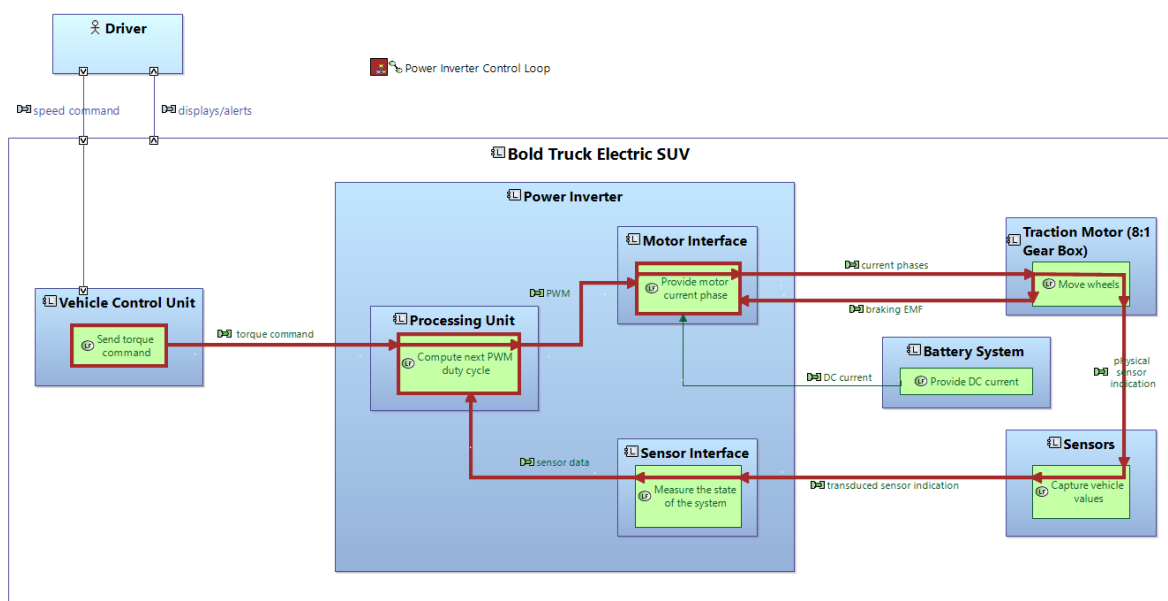 Driver
Power Inverter Control Loop
speed command
displays/alerts
Bold Truck Electric SUV
Power Inverter
Motor Interface
Provide motor
current phase
current phases
Traction Motor (8:1
Gear Box)
Move wheels
braking EMF
PWM
Vehicle Control Unit
Send torque
command
torque command
Processing Unit
Compute next PWM
duty cycle
Battery System
Provide DC current
DC current
physical
sensor
indication
Sensor Interface
Measure the state
of the system
sensor data
transduced sensor indication
Sensors
Capture vehicle
values